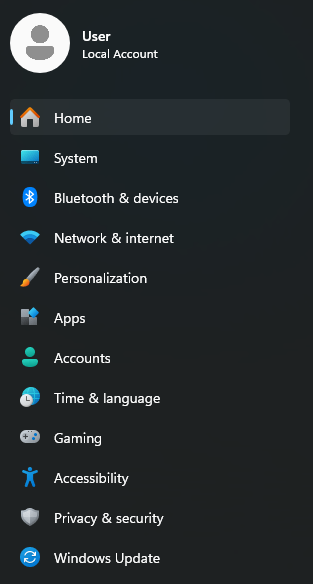 User
Local Account
Home
System
Bluetooth & devices
Network & internet
Personalization
Apps
Accounts
Time & language
Gaming
Accessibility
Privacy & security
Windows Update